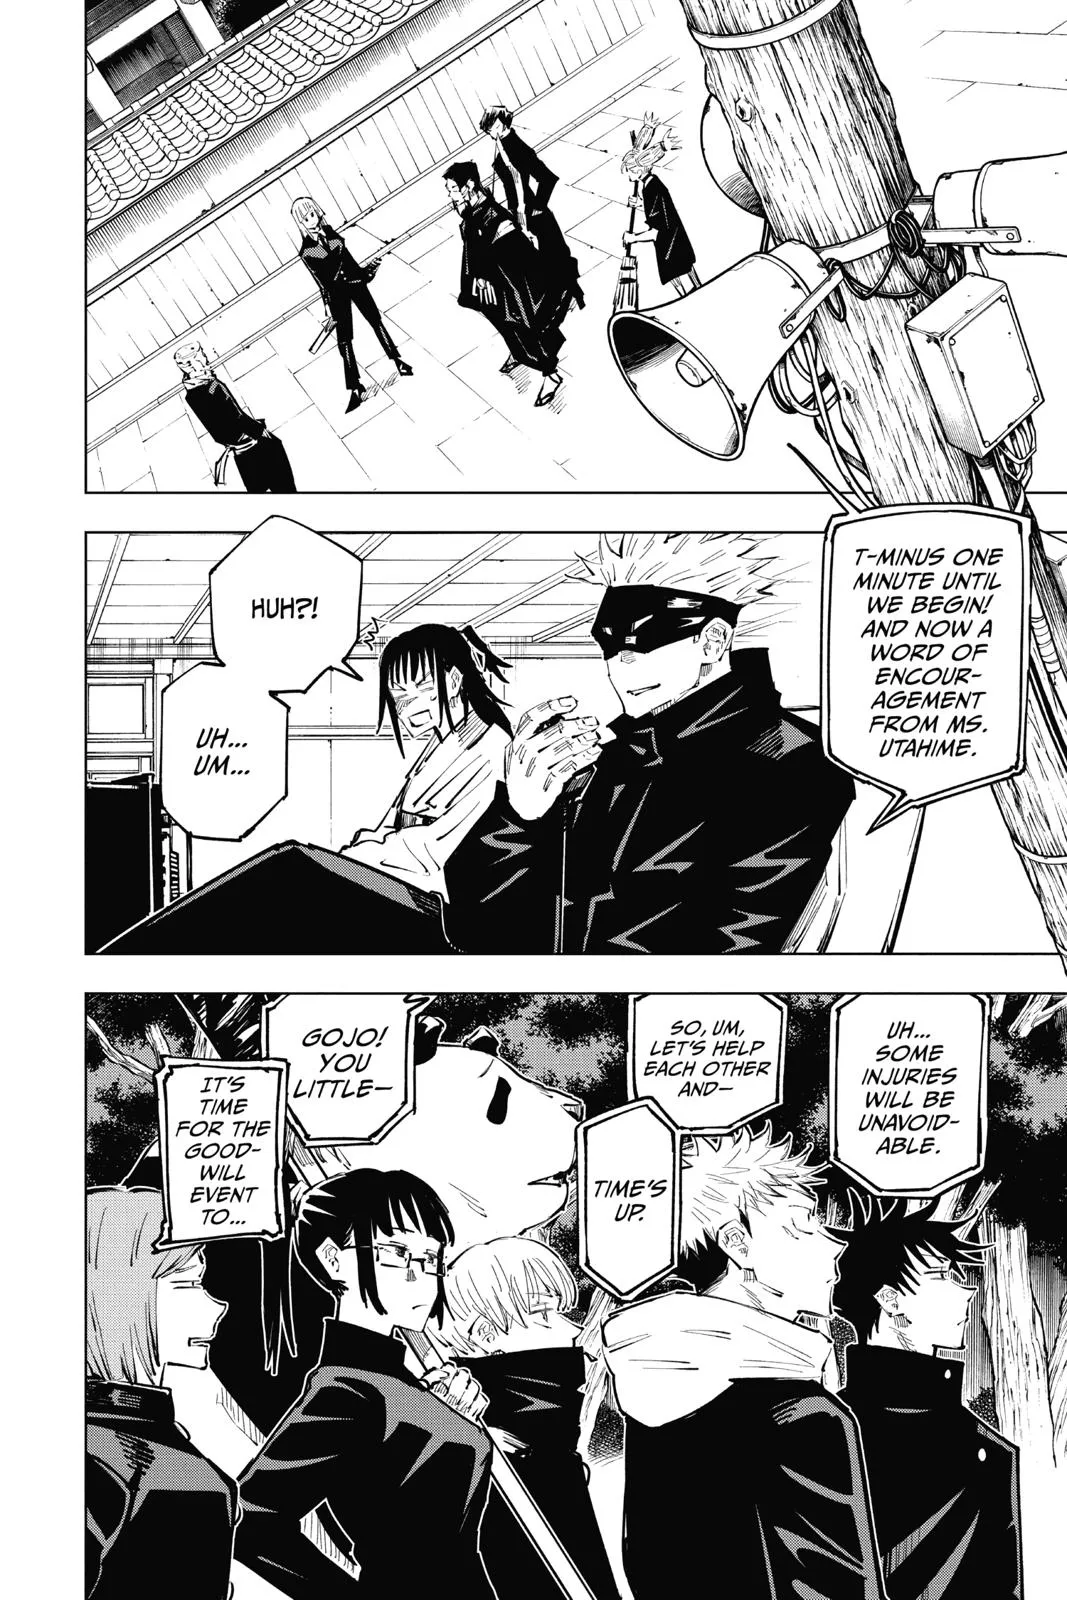 T-MINUS ONE
MINUTE UNTIL
WE BEGIN!
AND NOW A
WORD OF
ENCOUR-
AGEMENT
FROM MS.
UTAHIME.
HUH?!
UH...
UM...
UH...
SOME
INJURIES
WILL BE
UNAVOID-
ABLE.
SO, UM,
LET'S HELP
EACH OTHER
AND—
TIME'S
UP.
GOJO!
YOU
LITTLE—
IT'S
TIME
FOR THE
GOOD-
WILL
EVENT
TO...